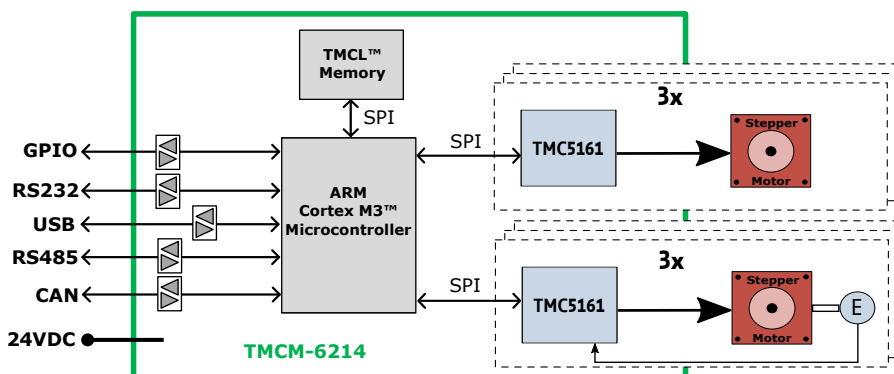 TMCL™
Memory
SPI
GPIO
RS232
USB
RS485
CAN
24VDC
ARM
Cortex M3™
Microcontroller
TMCM-6214
SPI
3x
TMC5161
Stepper
Motor
SPI
3x
TMC5161
Stepper
Motor
E